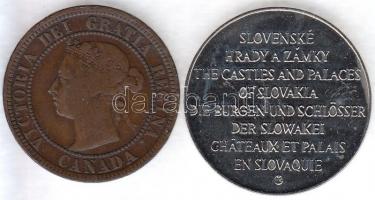 VICTORIA DEI GRATIA REGINA.
CANADA
SLOVENSKÉ
HRADY A ZÁMKY
THE CASTLES AND PALACES
OF SLOVAKIA
DIE BURGEN UND SCHLÖSSER
DER SLOWAKEI
CHÂTEAUX ET PALAIS
EN SLOVAQUIE